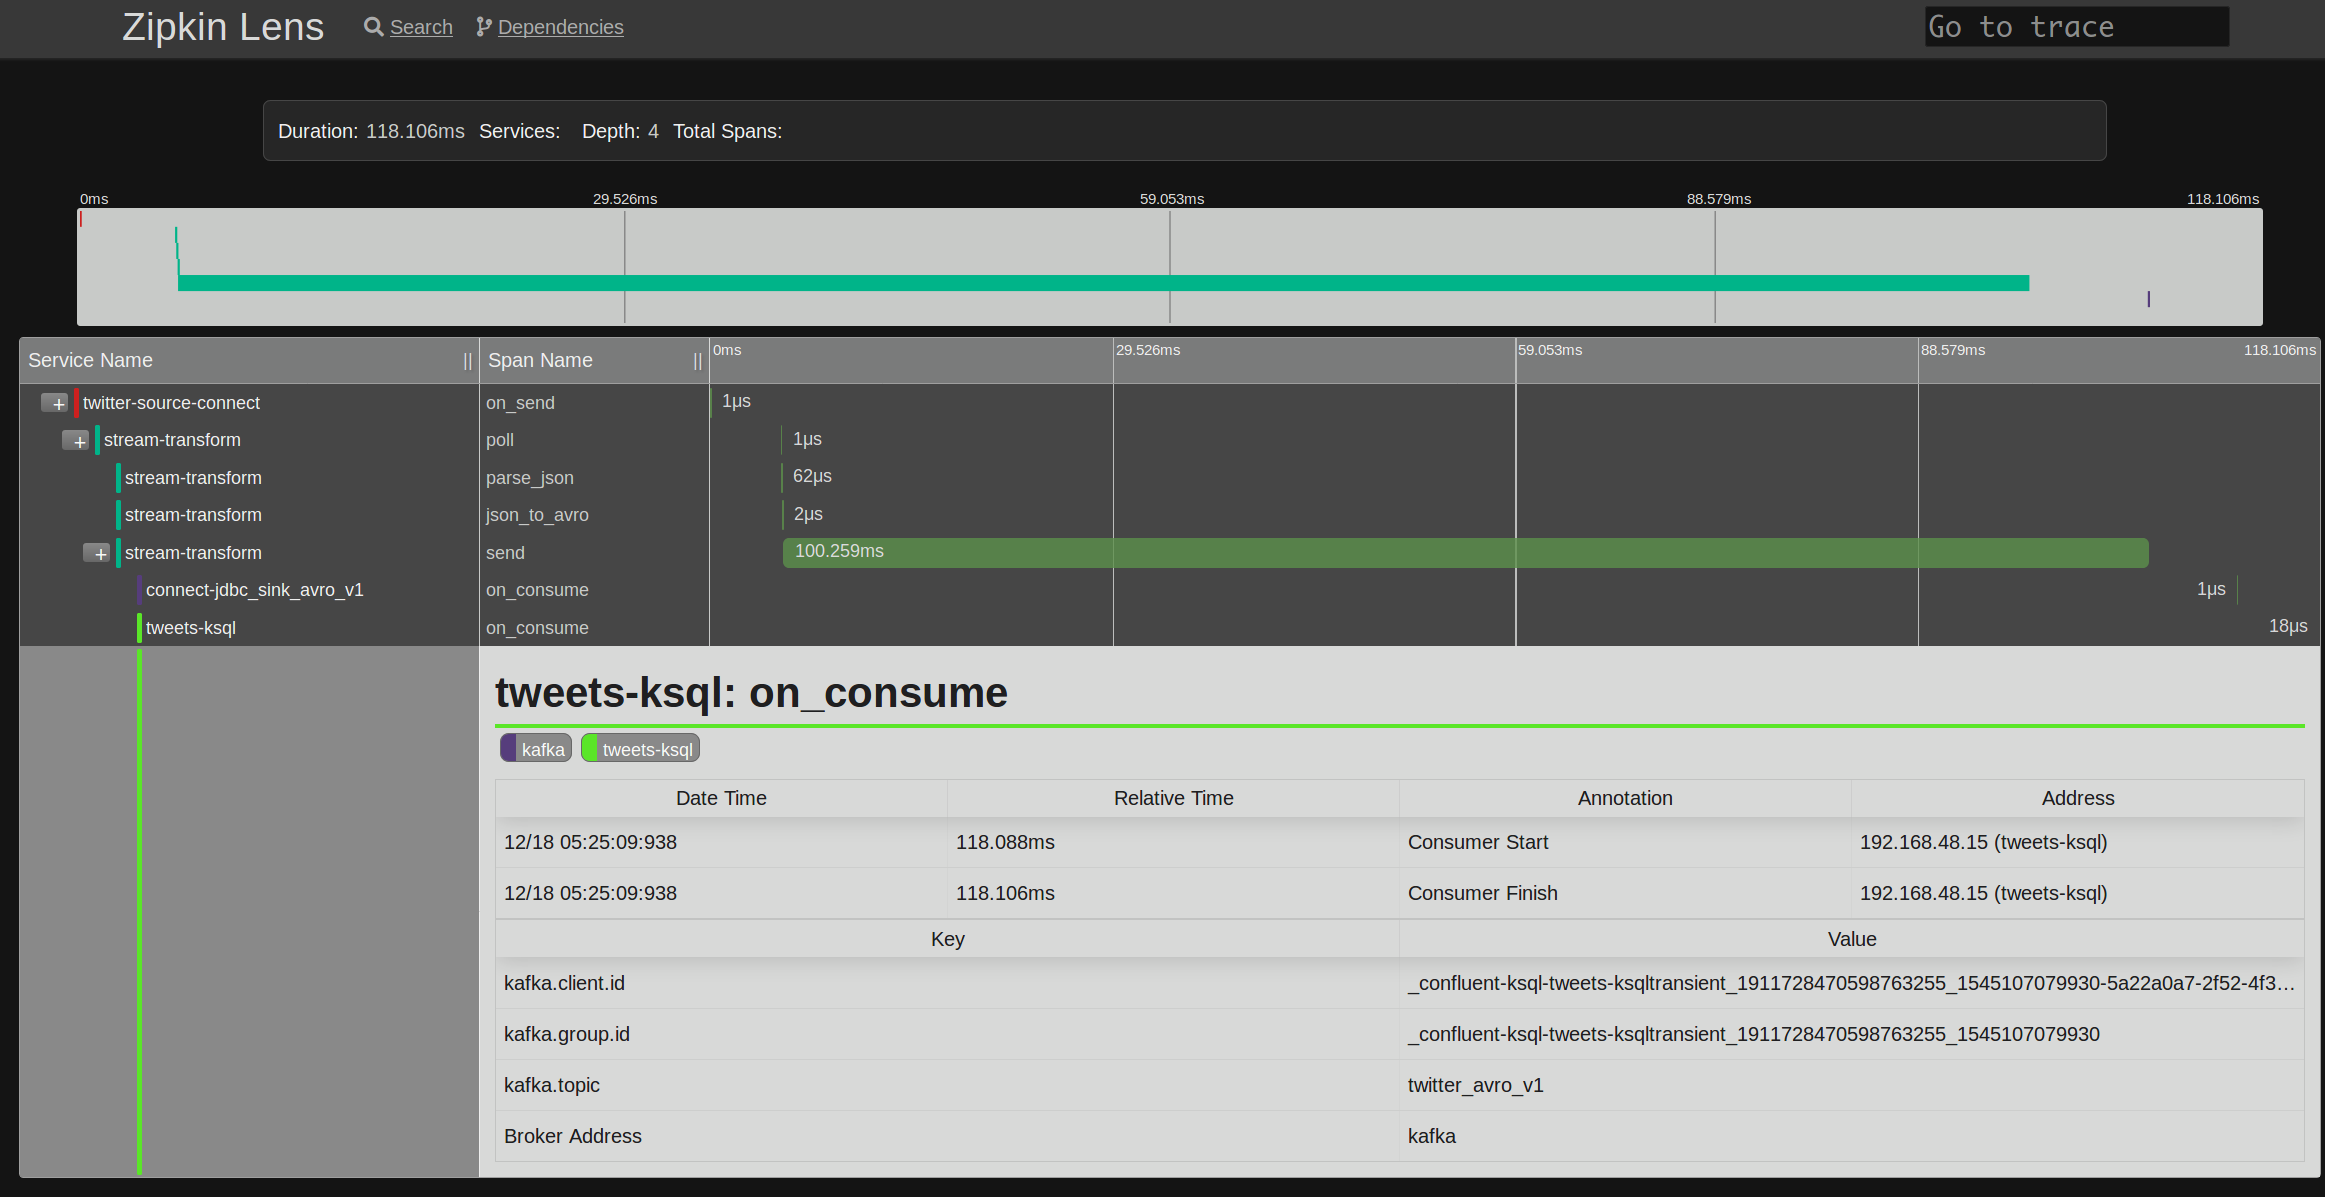 Zipkin Lens Search Dependencies Go to trace
Duration: 118.106ms Services: Depth: 4 Total Spans:
0ms 29.526ms 59.053ms 88.579ms 118.106ms
Service Name || Span Name || 0ms 29.526ms 59.053ms 88.579ms 118.106ms
+ twitter-source-connect on_send 1μs
+ stream-transform poll 1μs
stream-transform parse_json 62μs
stream-transform json_to_avro 2μs
+ stream-transform send 100.259ms
connect-jdbc_sink_avro_v1 on_consume 1μs
tweets-ksql on_consume 18μs
tweets-ksql: on_consume
kafka tweets-ksql
Date Time Relative Time Annotation Address
12/18 05:25:09:938 118.088ms Consumer Start 192.168.48.15 (tweets-ksql)
12/18 05:25:09:938 118.106ms Consumer Finish 192.168.48.15 (tweets-ksql)
Key Value
kafka.client.id _confluent-ksql-tweets-ksqltransient_1911728470598763255_1545107079930-5a22a0a7-2f52-4f3…
kafka.group.id _confluent-ksql-tweets-ksqltransient_1911728470598763255_1545107079930
kafka.topic twitter_avro_v1
Broker Address kafka